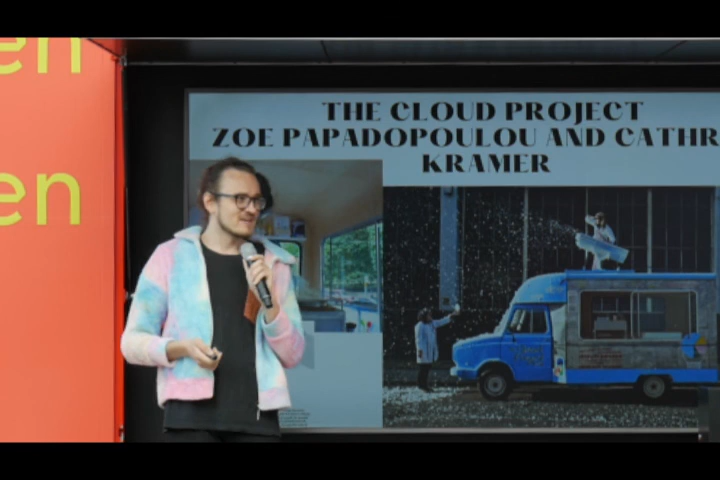 en
en
THE CLOUD PROJECT
ZOE PAPADOPOULOU AND CATHR
KRAMER